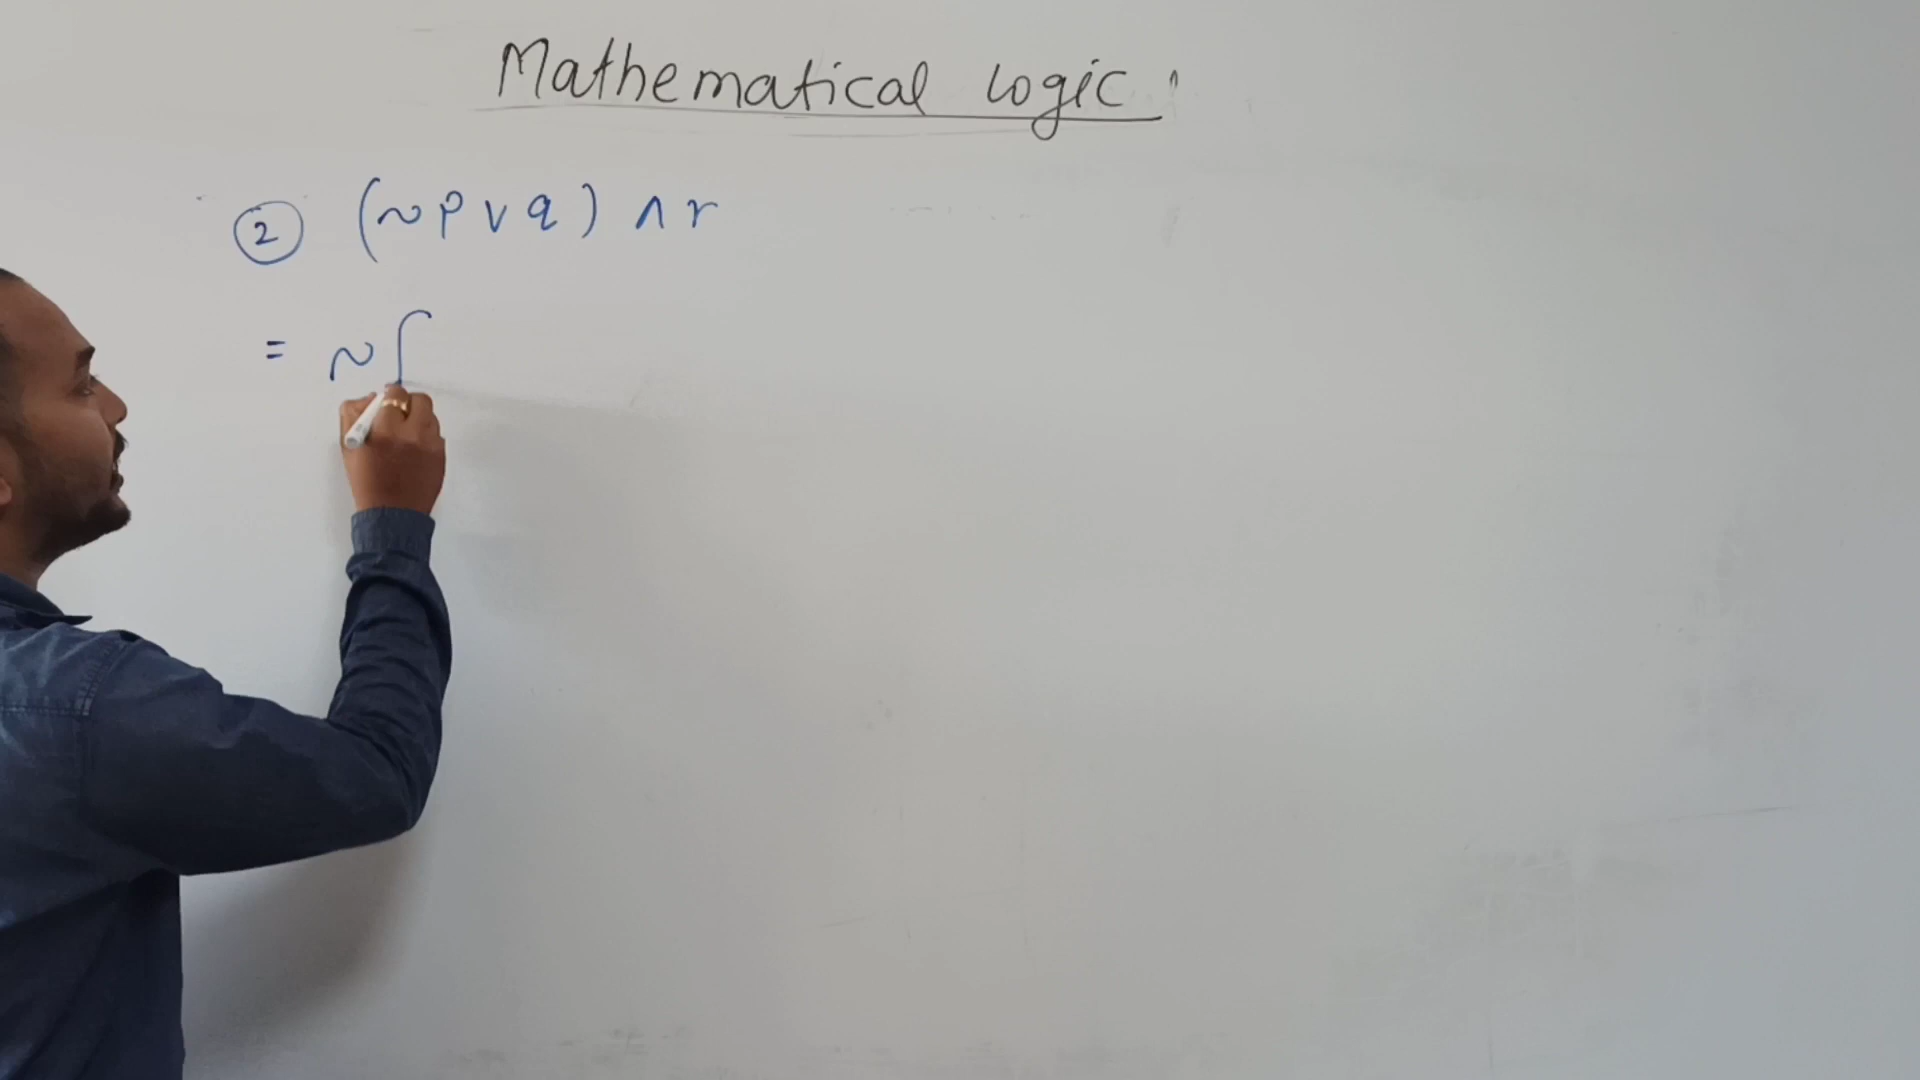 Mathematical Logic :
② (~p∨q) ∧ r
= ~[